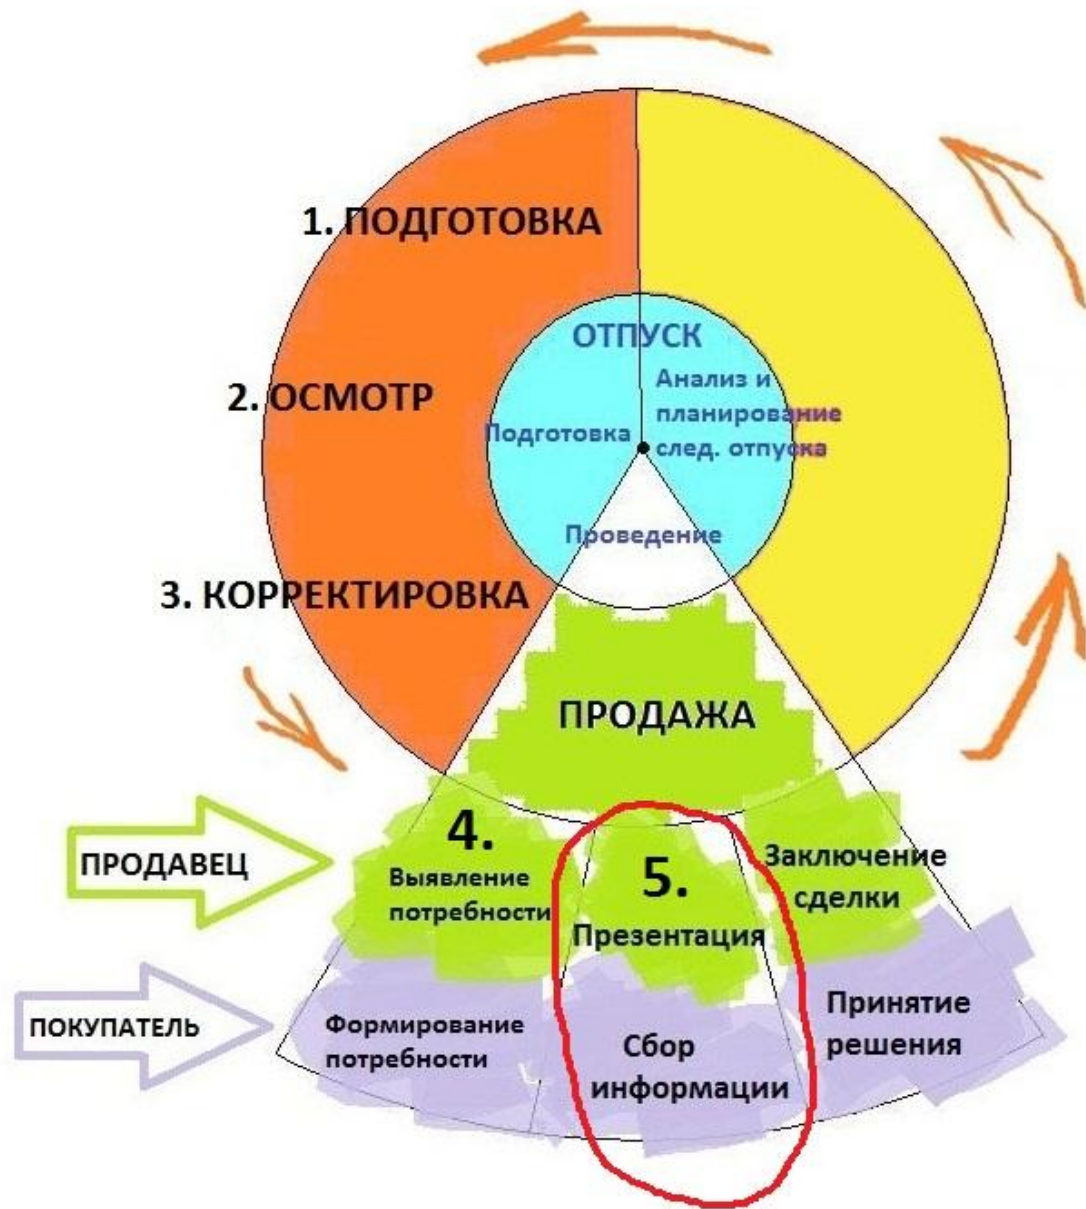 1. ПОДГОТОВКА
ОТПУСК
Анализ и
планирование
след. отпуска
2. ОСМОТР
Подготовка
Проведение
3. КОРРЕКТИРОВКА
ПРОДАЖА
ПРОДАВЕЦ
4.
Выявление
потребности
5.
Презентация
Заключение
сделки
ПОКУПАТЕЛЬ
Формирование
потребности
Сбор
информации
Принятие
решения